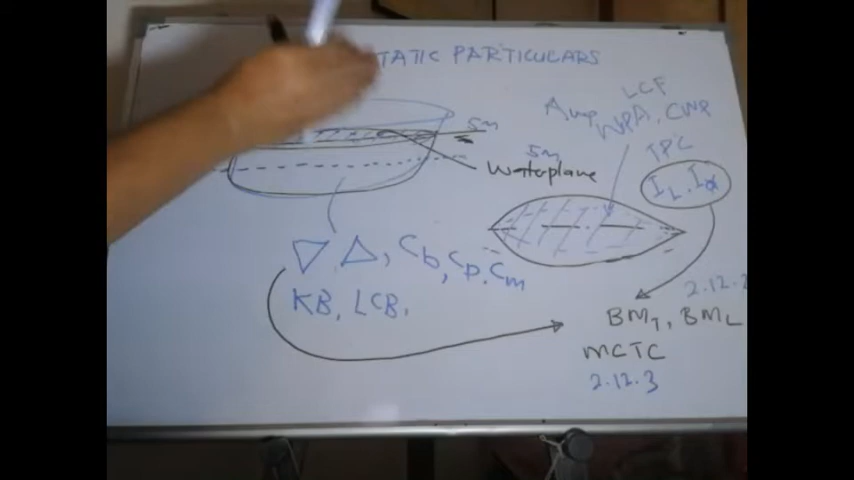 TATIC PARTICULARS
LCF
Awp
WPA, CWP
5m
TPC
5m
Waterplane
IL, I
∇ Δ, Cb, Cp, Cm
KB, LCB,
2.12.2
BMT, BML
MCTC
2.12.3